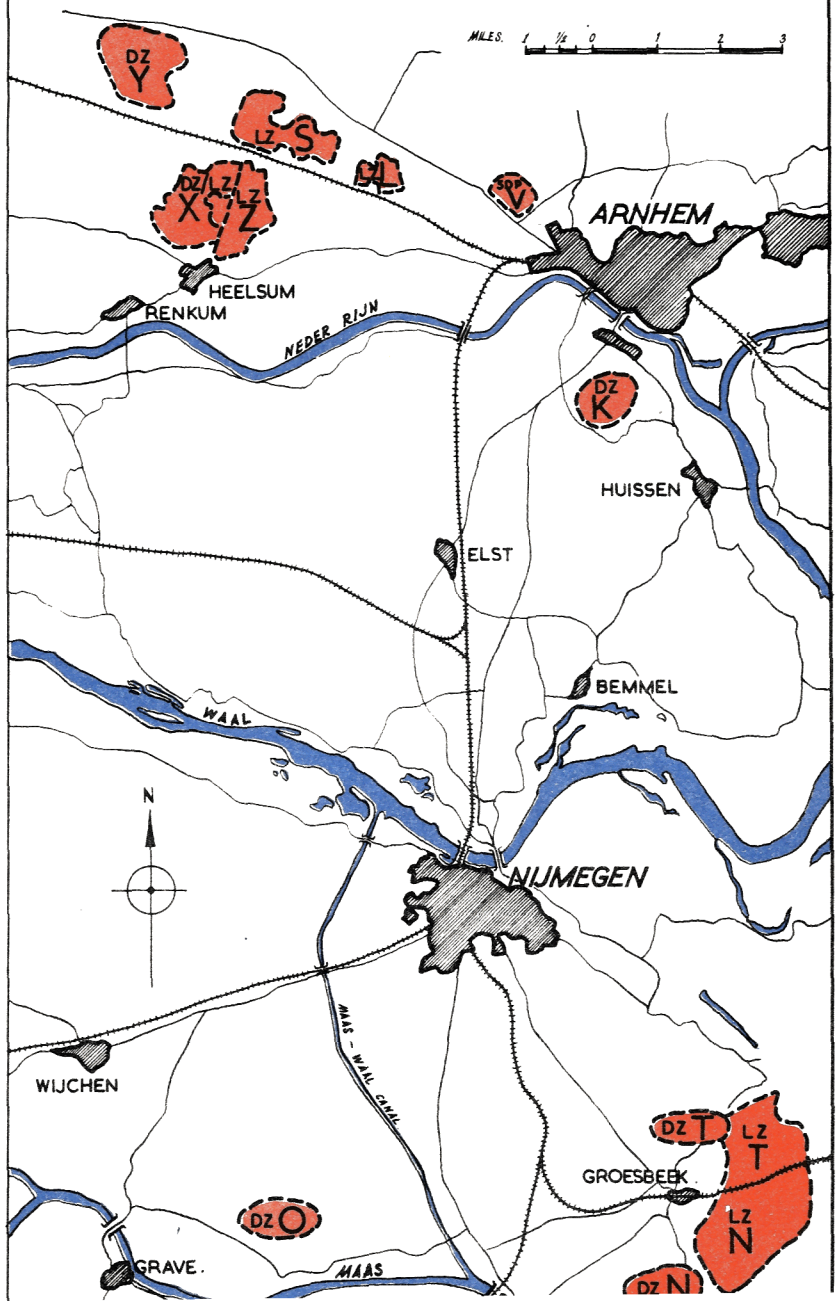 MILES. 1 ½ 0 1 2 3
DZ
Y
LZ S
LZ L
DZ/LZ
X
LZ
Z
SDP
V
ARNHEM
HEELSUM
RENKUM
NEDER RIJN
DZ
K
HUISSEN
ELST
BEMMEL
WAAL
N
NIJMEGEN
MAAS - WAAL CANAL
WIJCHEN
DZ T
LZ
T
GROESBEEK
DZ O
LZ
N
GRAVE.
MAAS
DZ N